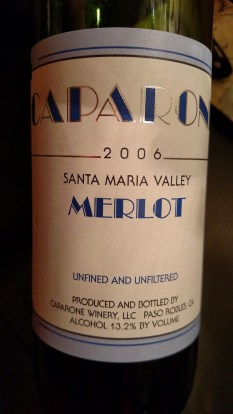 CAPARON
2006
SANTA MARIA VALLEY
MERLOT
UNFINED AND UNFILTERED
PRODUCED AND BOTTLED BY
CAPARONE WINERY, LLC PASO ROBLES, CA
ALCOHOL 13.2% BY VOLUME